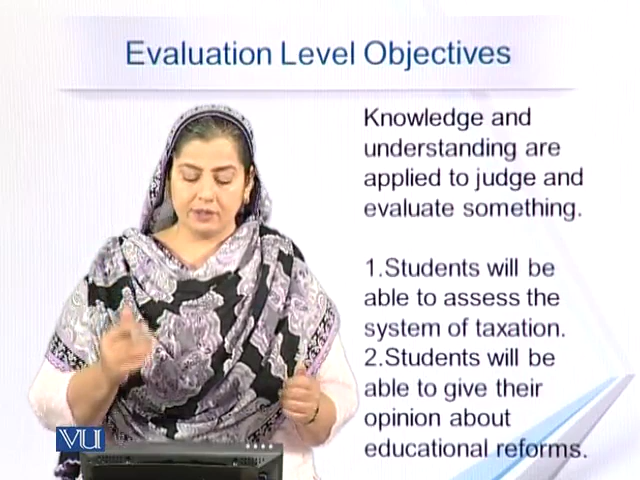 Evaluation Level Objectives
Knowledge and
understanding are
applied to judge and
evaluate something.
1.Students will be
able to assess the
system of taxation.
2.Students will be
able to give their
opinion about
educational reforms.
VU